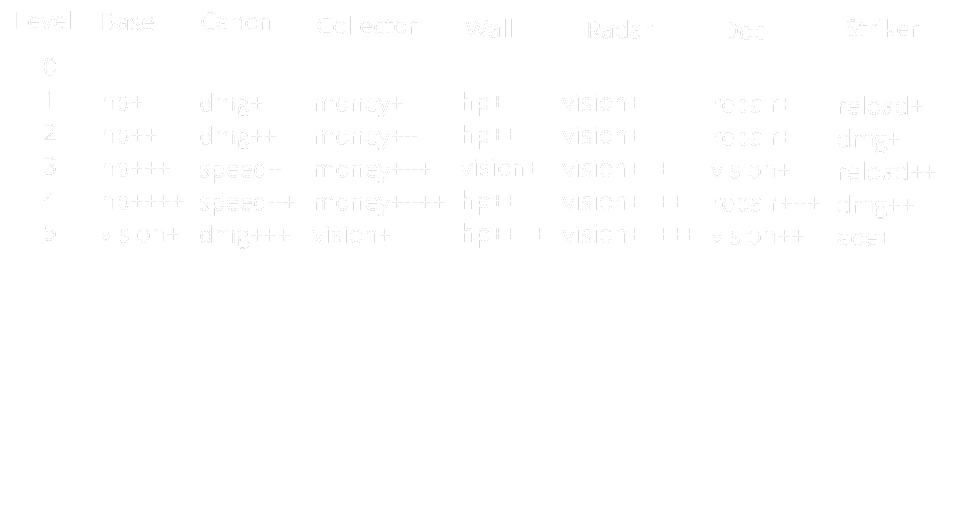 Level Base Canon Collector Wall Radar Doc Striker
0
1 hp+ dmg+ money+ hp+ vision+ repair+ reload+
2 hp++ dmg++ money++ hp++ vision+ repair+ dmg+
3 hp+++ speed+ money+++ vision+ vision+++ vision+ reload++
4 hp++++ speed++ money++++ hp++ vision++++ repair+++ dmg++
5 vision+ dmg+++ vision+ hp++++ vision+++++ vision++